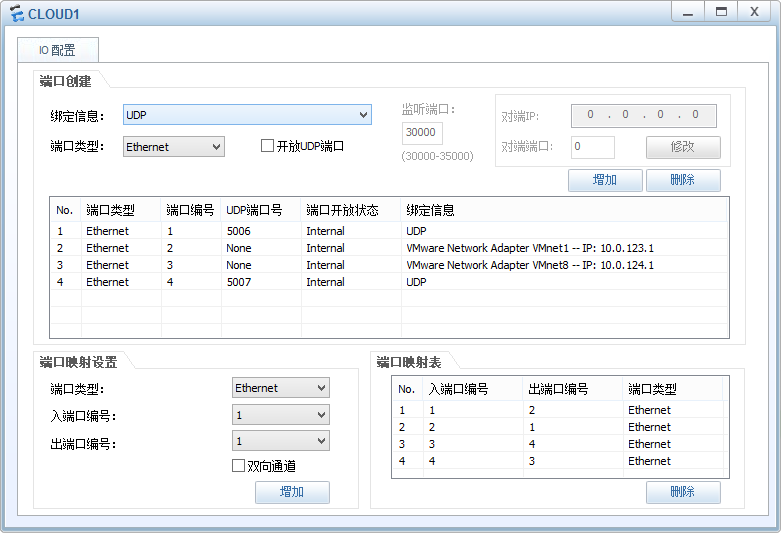 CLOUD1
IO 配置
端口创建
绑定信息： UDP
端口类型： Ethernet 开放UDP端口
监听端口：
30000
(30000-35000)
对端IP: 0 . 0 . 0 . 0
对端端口: 0 修改
增加 删除
No. 端口类型 端口编号 UDP端口号 端口开放状态 绑定信息
1 Ethernet 1 5006 Internal UDP
2 Ethernet 2 None Internal VMware Network Adapter VMnet1 -- IP: 10.0.123.1
3 Ethernet 3 None Internal VMware Network Adapter VMnet8 -- IP: 10.0.124.1
4 Ethernet 4 5007 Internal UDP
端口映射设置
端口类型： Ethernet
入端口编号： 1
出端口编号： 1
双向通道
增加
端口映射表
No. 入端口编号 出端口编号 端口类型
1 1 2 Ethernet
2 2 1 Ethernet
3 3 4 Ethernet
4 4 3 Ethernet
删除